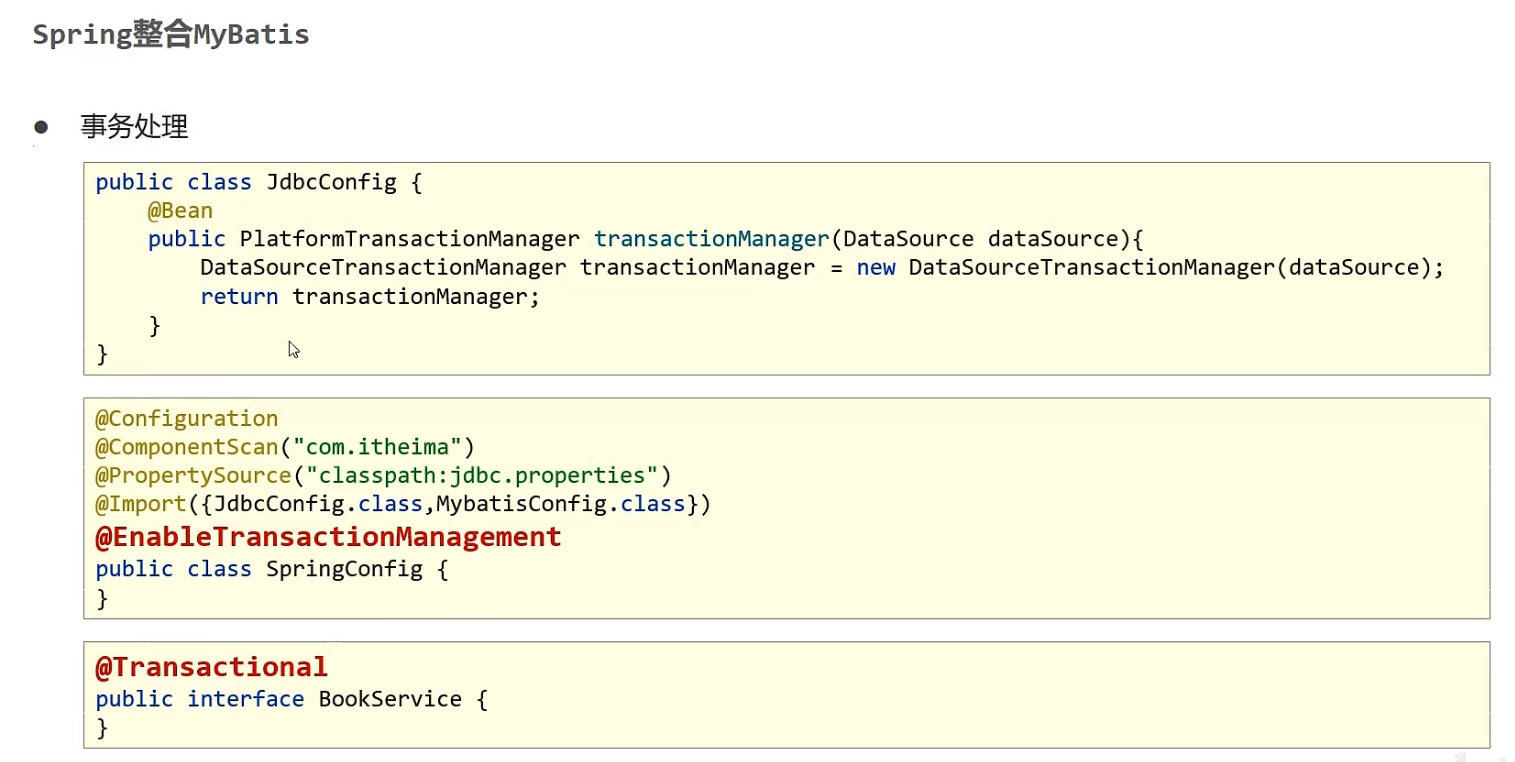 Spring整合MyBatis
● 事务处理
public class JdbcConfig {
    @Bean
    public PlatformTransactionManager transactionManager(DataSource dataSource){
        DataSourceTransactionManager transactionManager = new DataSourceTransactionManager(dataSource);
        return transactionManager;
    }
}
@Configuration
@ComponentScan("com.itheima")
@PropertySource("classpath:jdbc.properties")
@Import({JdbcConfig.class,MybatisConfig.class})
@EnableTransactionManagement
public class SpringConfig {
}
@Transactional
public interface BookService {
}